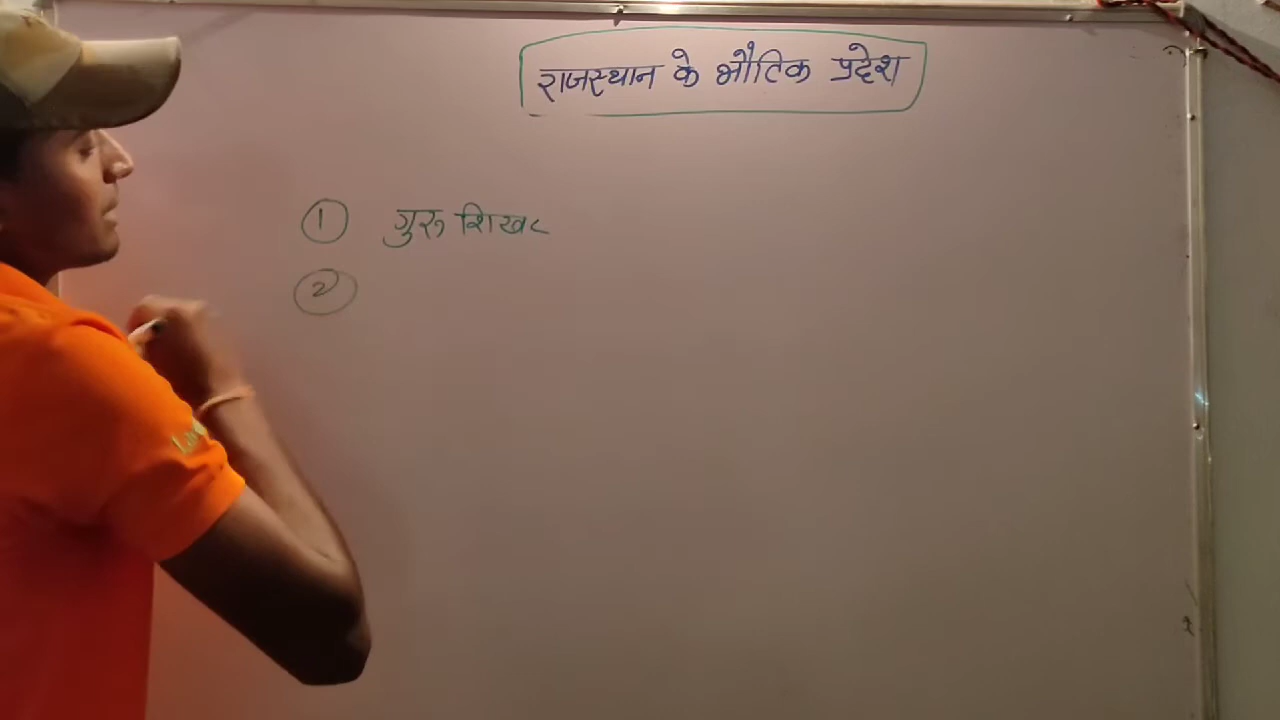 राजस्थान के भौतिक प्रदेश
① गुरु शिखर
②